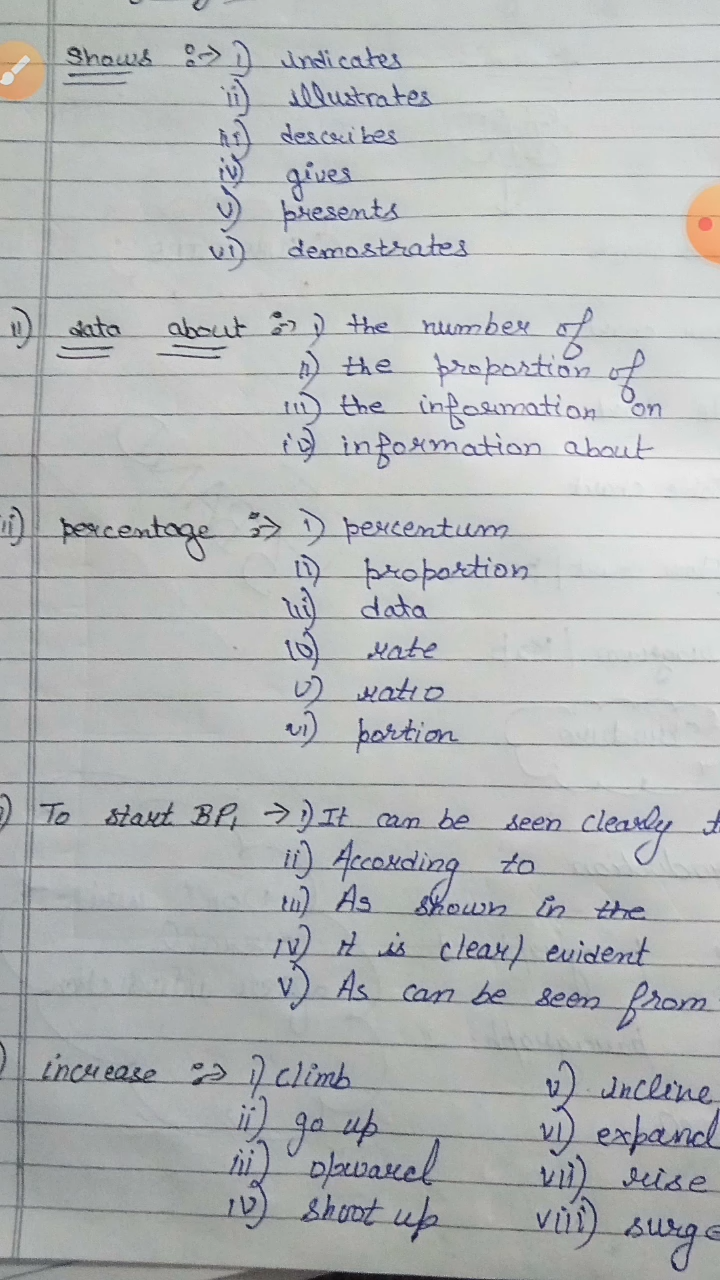 shows :→ i) indicates
ii) illustrates
iii) describes
iv) gives
v) presents
vi) demostrates
ii) data about :→ i) the number of
ii) the proportion of
iii) the information on
iv) information about
iii) percentage :→ i) percentum
ii) proportion
iii) data
iv) rate
v) ratio
vi) portion
To start BP1 → i) It can be seen clearly
ii) According to
iii) As shown in the
iv) it is clear/ evident
v) As can be seen from
increase :→ i) climb v) incline
ii) go up vi) expand
iii) upward vii) rise
iv) shoot up viii) surge